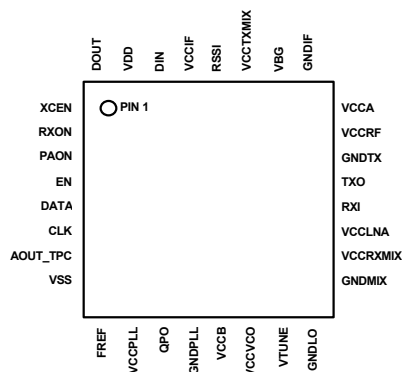 DOUT
VDD
DIN
VCCIF
RSSI
VCCTXMIX
VBG
GNDIF
XCEN
PIN 1
VCCA
RXON
VCCRF
PAON
GNDTX
EN
TXO
DATA
RXI
CLK
VCCLNA
AOUT_TPC
VCCRXMIX
VSS
GNDMIX
FREF
VCCPLL
QPO
GNDPLL
VCCB
VCCVCO
VTUNE
GNDLO